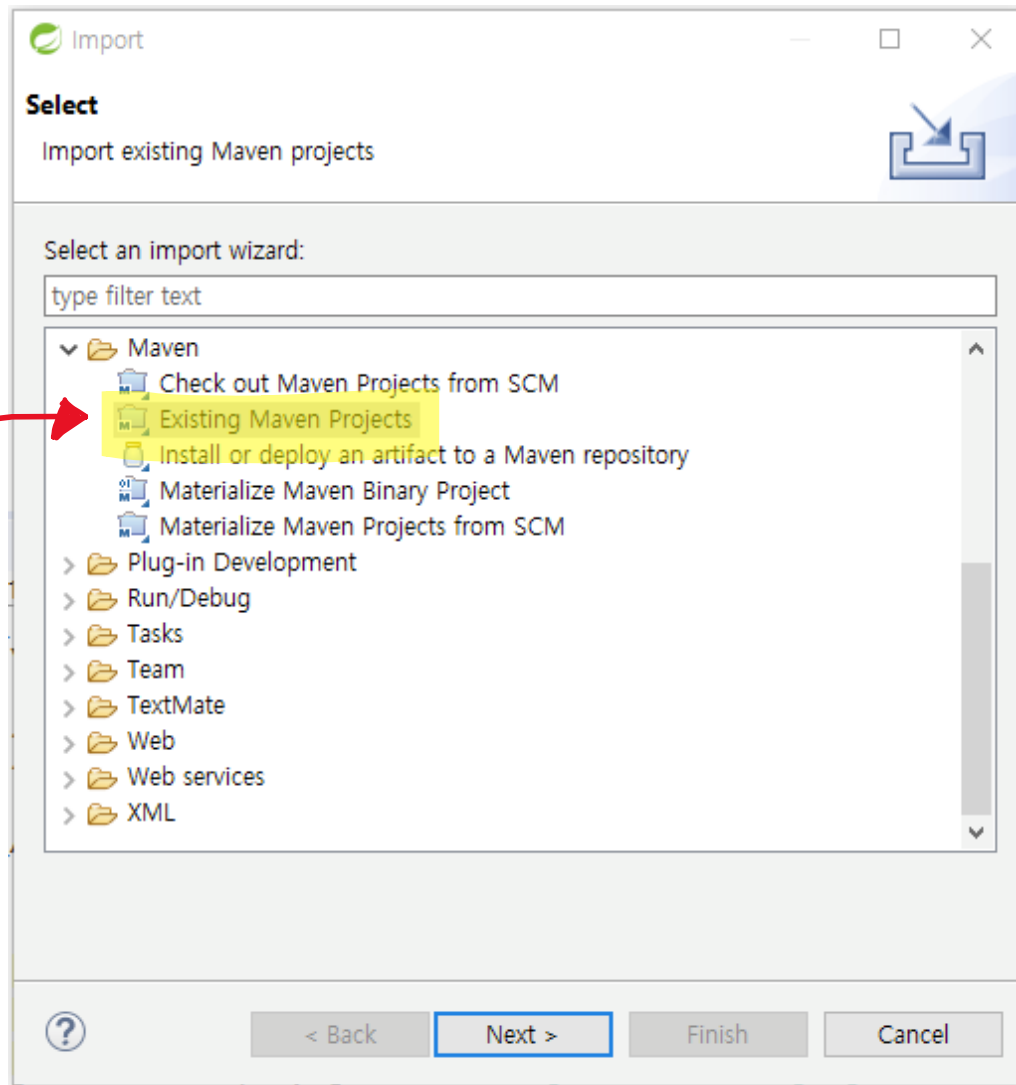 Import
Select
Import existing Maven projects
Select an import wizard:
type filter text
Maven
Check out Maven Projects from SCM
Existing Maven Projects
Install or deploy an artifact to a Maven repository
Materialize Maven Binary Project
Materialize Maven Projects from SCM
Plug-in Development
Run/Debug
Tasks
Team
TextMate
Web
Web services
XML
? < Back Next > Finish Cancel